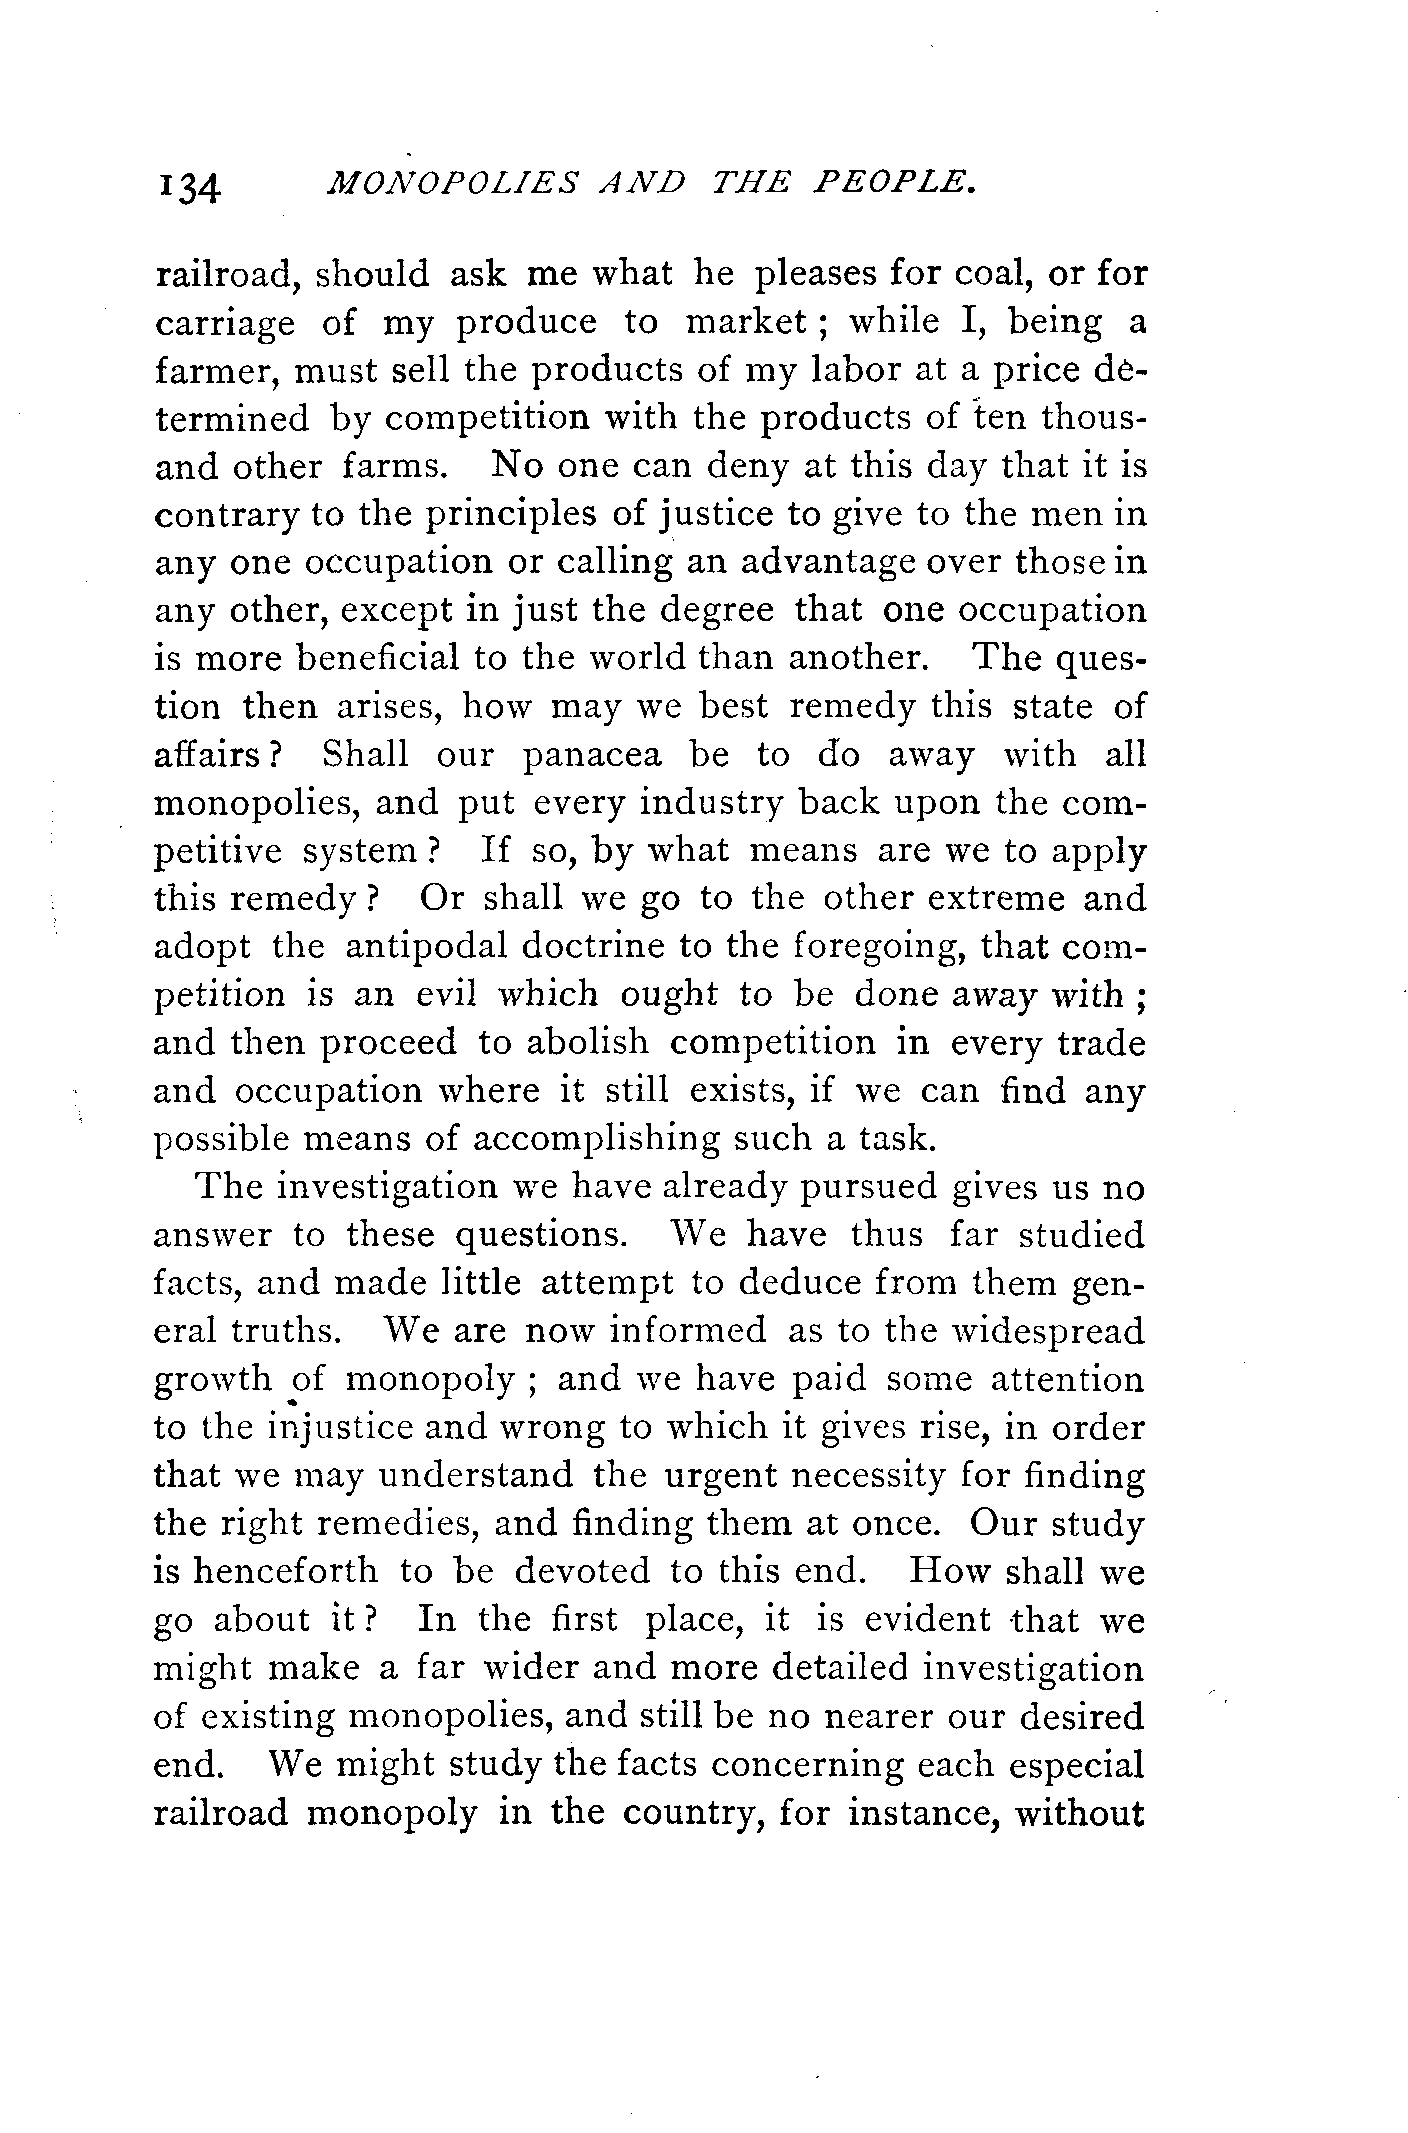 134 MONOPOLIES AND THE PEOPLE.
railroad, should ask me what he pleases for coal, or for
carriage of my produce to market ; while I, being a
farmer, must sell the products of my labor at a price de-
termined by competition with the products of ten thous-
and other farms. No one can deny at this day that it is
contrary to the principles of justice to give to the men in
any one occupation or calling an advantage over those in
any other, except in just the degree that one occupation
is more beneficial to the world than another. The ques-
tion then arises, how may we best remedy this state of
affairs ? Shall our panacea be to do away with all
monopolies, and put every industry back upon the com-
petitive system ? If so, by what means are we to apply
this remedy ? Or shall we go to the other extreme and
adopt the antipodal doctrine to the foregoing, that com-
petition is an evil which ought to be done away with ;
and then proceed to abolish competition in every trade
and occupation where it still exists, if we can find any
possible means of accomplishing such a task.
The investigation we have already pursued gives us no
answer to these questions. We have thus far studied
facts, and made little attempt to deduce from them gen-
eral truths. We are now informed as to the widespread
growth of monopoly ; and we have paid some attention
to the injustice and wrong to which it gives rise, in order
that we may understand the urgent necessity for finding
the right remedies, and finding them at once. Our study
is henceforth to be devoted to this end. How shall we
go about it ? In the first place, it is evident that we
might make a far wider and more detailed investigation
of existing monopolies, and still be no nearer our desired
end. We might study the facts concerning each especial
railroad monopoly in the country, for instance, without